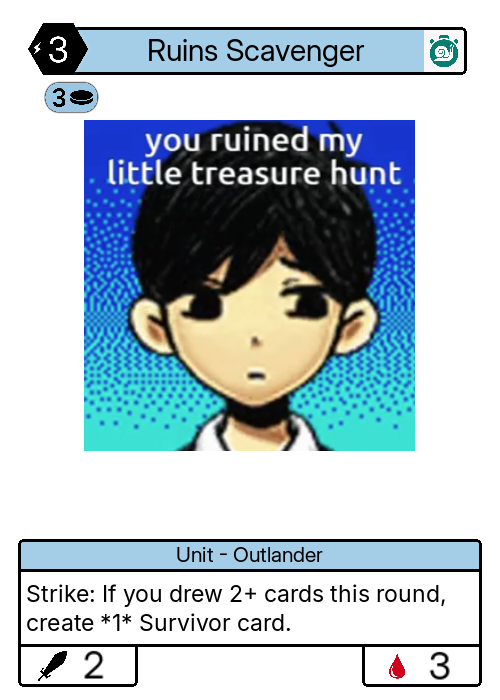 3 Ruins Scavenger
3
you ruined my
little treasure hunt
Unit - Outlander
Strike: If you drew 2+ cards this round,
create *1* Survivor card.
2 3